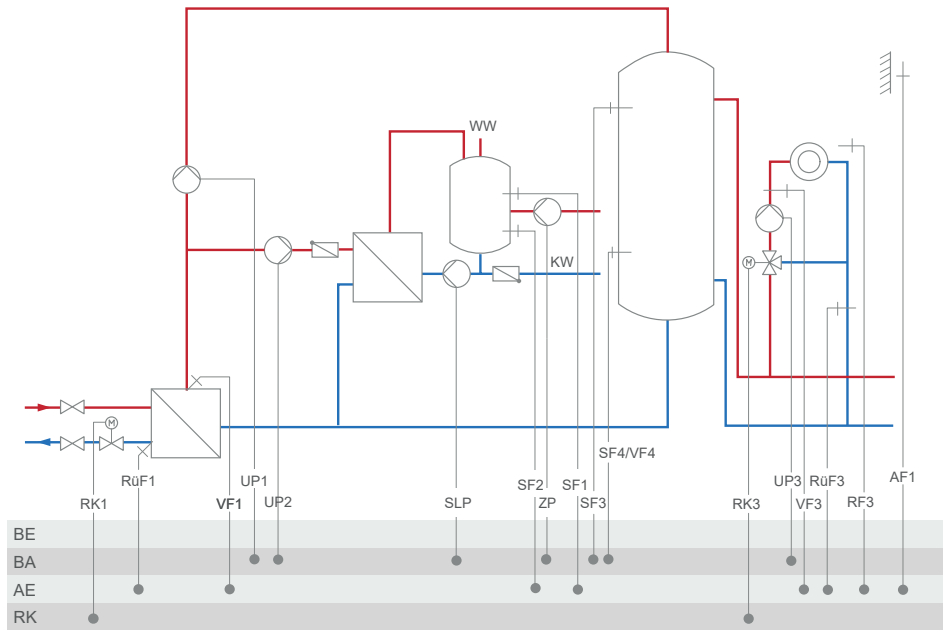 WW
KW
M
M
SF4/VF4
RüF1
UP1
SF2
SF1
UP3
RüF3
AF1
RK1
VF1
UP2
SLP
ZP
SF3
RK3
VF3
RF3
BE
BA
AE
RK